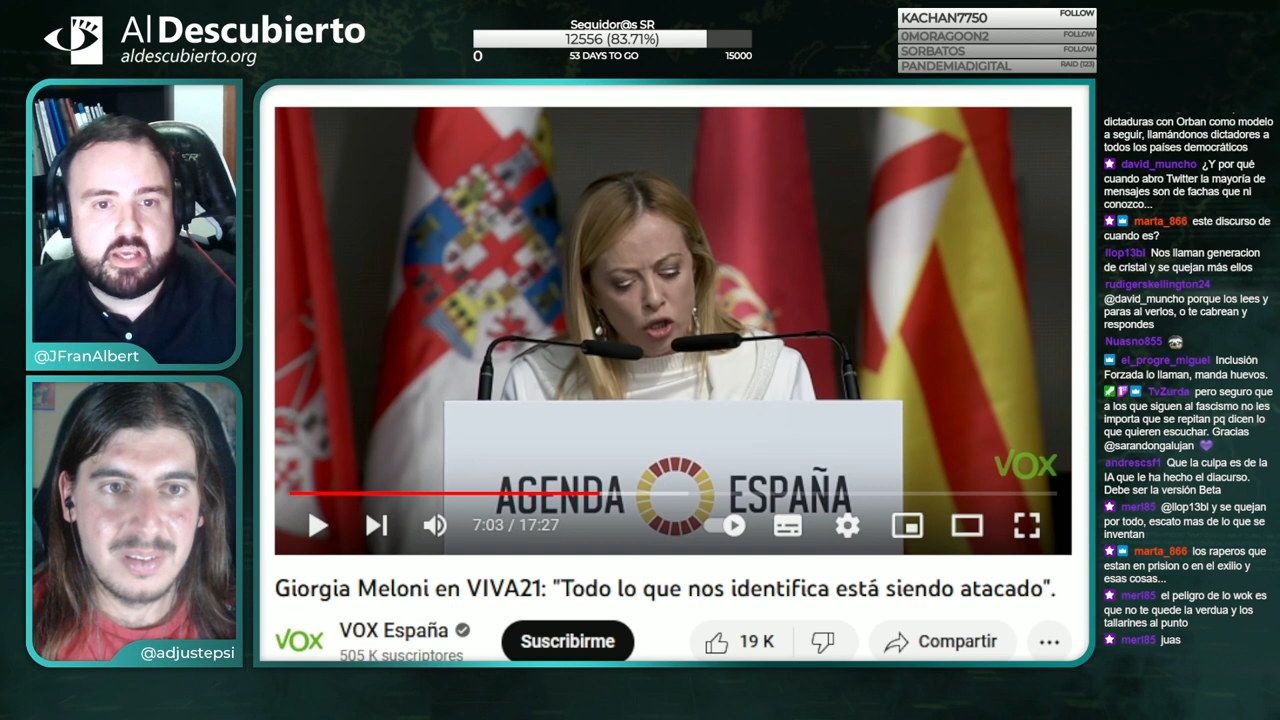 Al Descubierto
aldescubierto.org
Seguidor@s SR
12556 (83.71%)
0
53 DAYS TO GO
15000
KACHAN7750 FOLLOW
0MORAGOON2 FOLLOW
SORBATOS FOLLOW
PANDEMIADIGITAL RAID (123)
@JFranAlbert
@adjustepsi
VOX
AGENDA ESPAÑA
7:03 / 17:27
Giorgia Meloni en VIVA21: "Todo lo que nos identifica está siendo atacado".
VOX
VOX España
505 K suscriptores
Suscribirme
19 K
Compartir
dictaduras con Orban como modelo
a seguir, llamándonos dictadores a
todos los países democráticos
david_muncho ¿Y por qué
cuando abro Twitter la mayoría de
mensajes son de fachas que ni
conozco...
marta_866 este discurso de
cuando es?
llop13bl Nos llaman generacion
de cristal y se quejan más ellos
rudigerskellington24
@david_muncho porque los lees y
paras al verlos, o te cabrean y
respondes
Nuasno855
el_progre_miguel Inclusión
Forzada lo llaman, manda huevos.
TvZurda pero seguro que
a los que siguen al fascismo no les
importa que se repitan pq dicen lo
que quieren escuchar. Gracias
@sarandongalujan
andrescsf1 Que la culpa es de la
IA que le ha hecho el diacurso.
Debe ser la versión Beta
meri85 @llop13bl y se quejan
por todo, escato mas de lo que se
inventan
marta_866 los raperos que
estan en prision o en el exilio y
esas cosas...
meri85 el peligro de lo wok es
que no te quede la verdua y los
tallarines al punto
meri85 juas